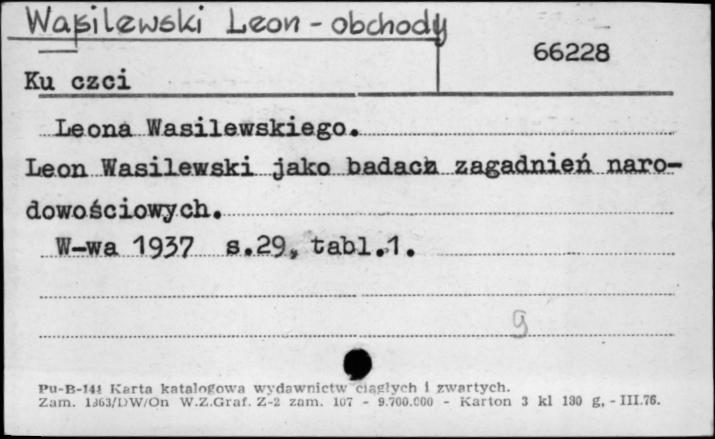 Wasilewski Leon - obchody
66228
Ku czci
Leona Wasilewskiego.
Leon Wasilewski jako badacz zagadnień naro-
dowościowych.
W-wa 1937 s.29, tabl.1.
g
Pu-B-141 Karta katalogowa wydawnictw ciągłych i zwartych.
Zam. 1363/DW/On W.Z.Graf. Z-2 zam. 107 - 9.700.000 - Karton 3 kl 180 g, - III.76.